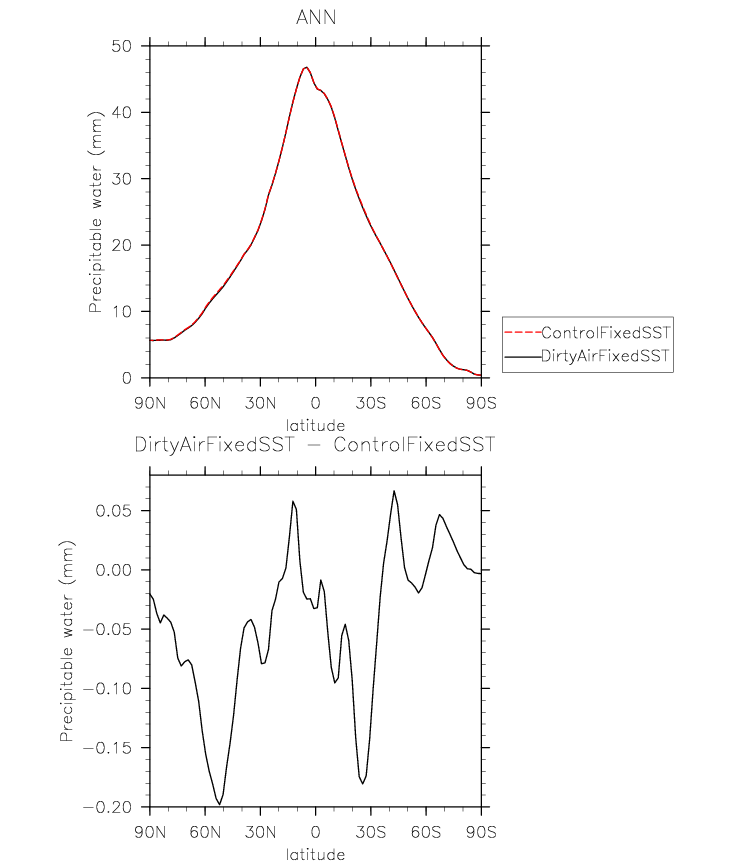 ANN
50
40
30
20
10
0
Precipitable water (mm)
90N 60N 30N 0 30S 60S 90S
latitude
ControlFixedSST
DirtyAirFixedSST
DirtyAirFixedSST − ControlFixedSST
0.05
0.00
−0.05
−0.10
−0.15
−0.20
Precipitable water (mm)
90N 60N 30N 0 30S 60S 90S
latitude